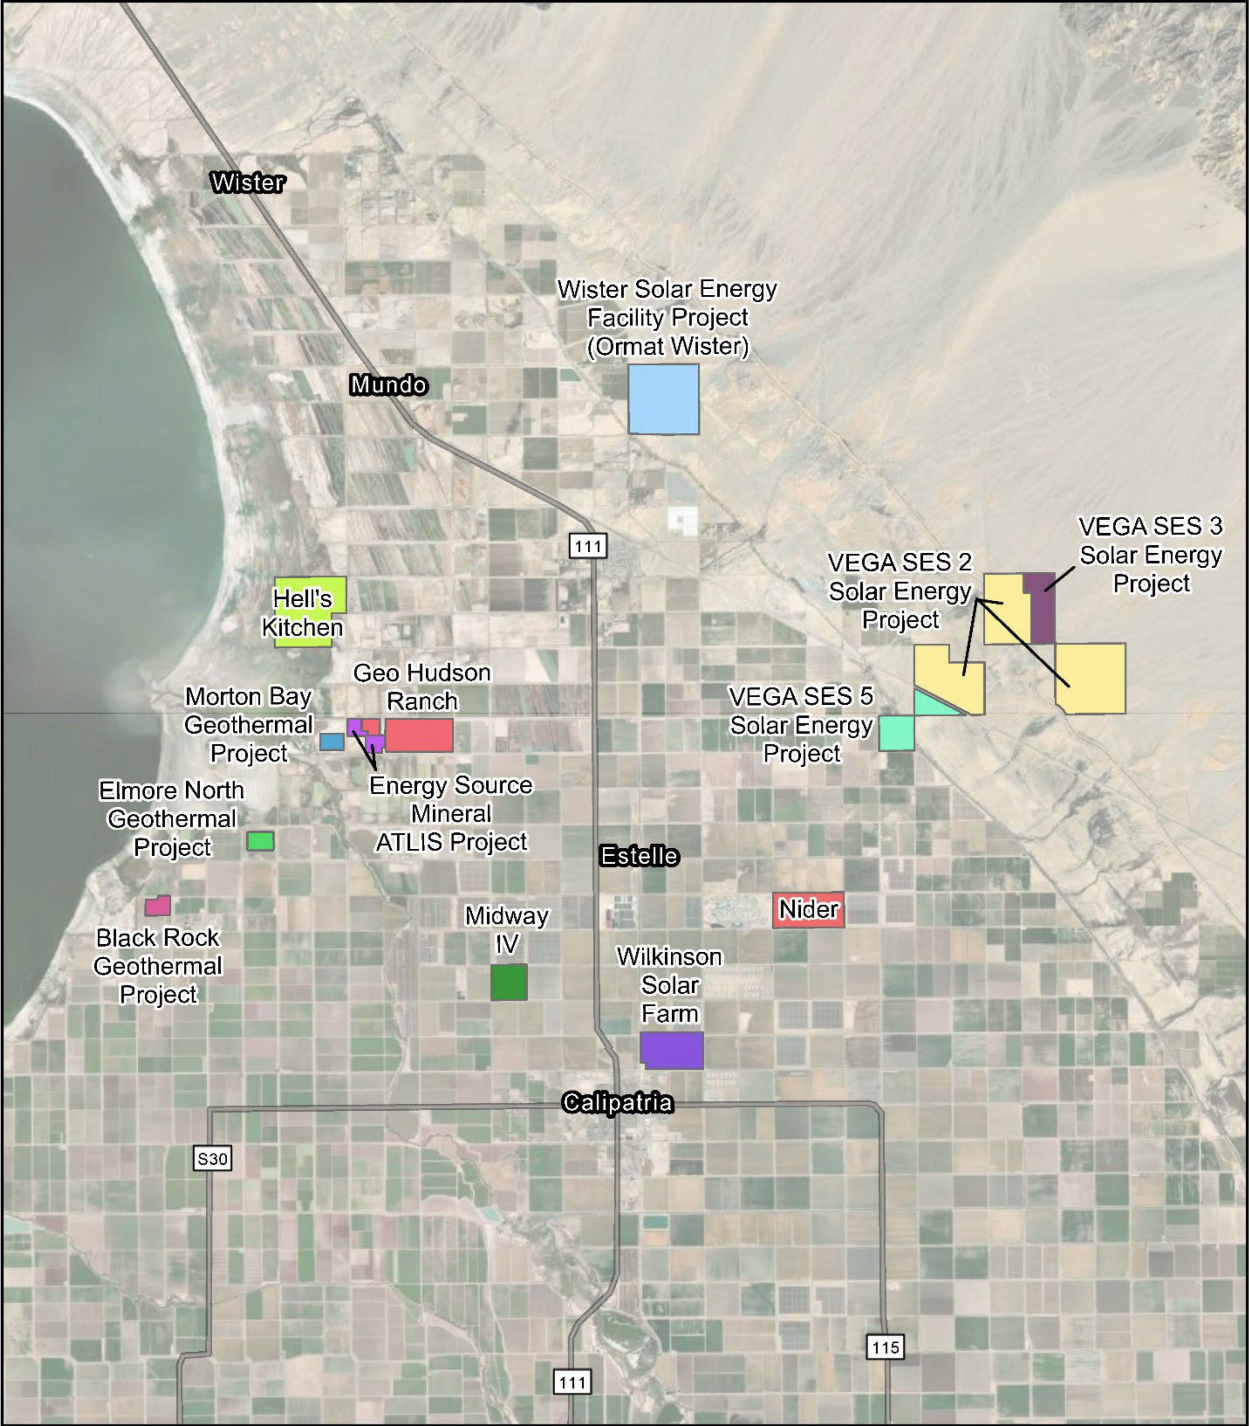 Wister
Wister Solar Energy
Facility Project
(Ormat Wister)
Mundo
111
VEGA SES 3
Solar Energy
Project
VEGA SES 2
Solar Energy
Project
Hell's
Kitchen
Geo Hudson
Ranch
Morton Bay
Geothermal
Project
VEGA SES 5
Solar Energy
Project
Energy Source
Mineral
ATLIS Project
Elmore North
Geothermal
Project
Estelle
Nider
Midway
IV
Black Rock
Geothermal
Project
Wilkinson
Solar
Farm
Calipatria
S30
115
111